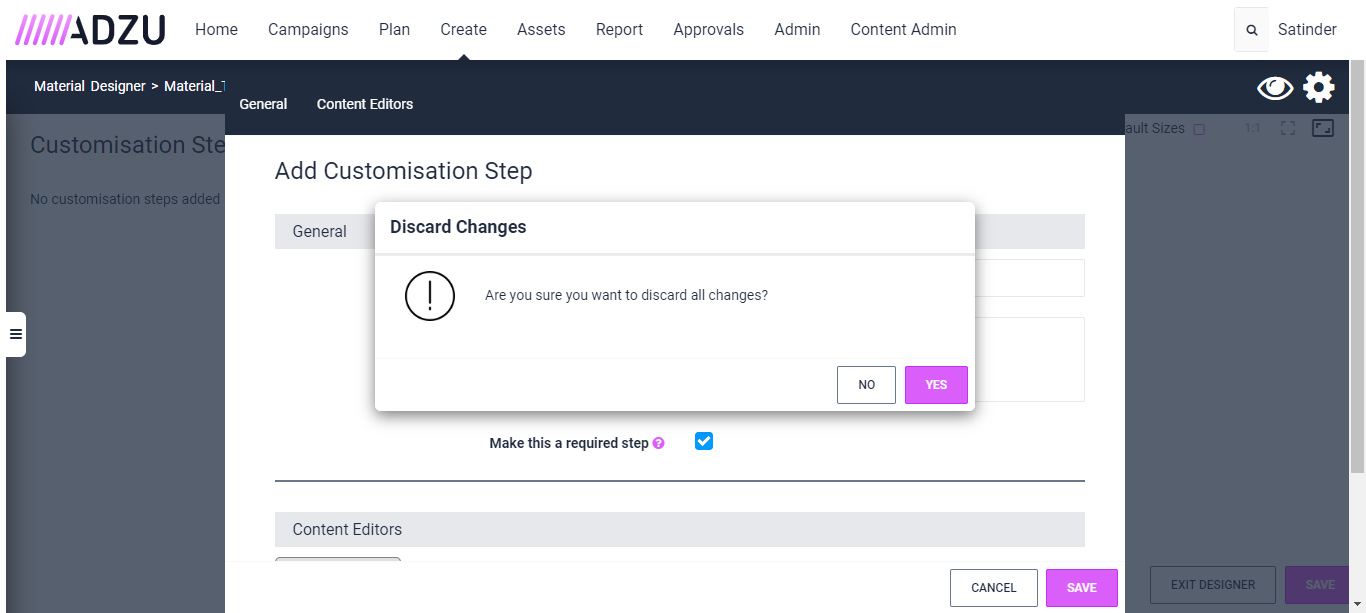 ADZU
Home Campaigns Plan Create Assets Report Approvals Admin Content Admin Satinder
Material Designer > Material_
General Content Editors
Customisation Ste
ault Sizes 1:1
Add Customisation Step
No customisation steps added
General
Discard Changes
Are you sure you want to discard all changes?
NO YES
Make this a required step ?
Content Editors
CANCEL SAVE
EXIT DESIGNER SAVE